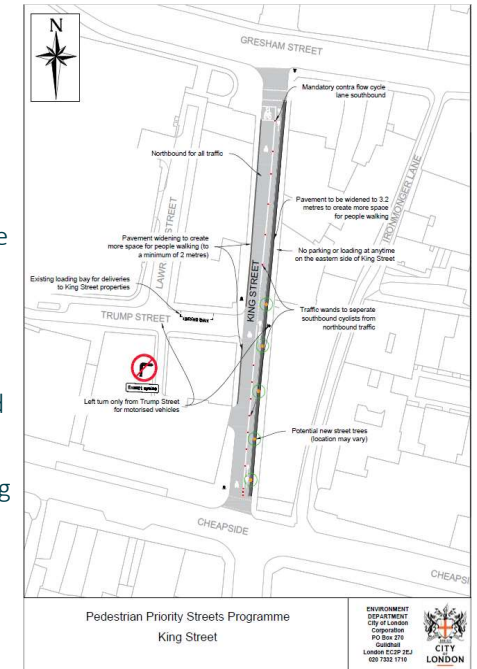 N
GRESHAM STREET
Mandatory contra flow cycle
lane southbound
Northbound for all traffic
STREET
IRONMONGER LANE
Pavement to be widened to 3.2
metres to create more space
for people walking
Pavement widening to create
more space for people walking (to
a minimum of 2 metres)
No parking or loading at anytime
on the eastern side of King Street
LAWR
Existing loading bay for deliveries
to King Street properties
KING STREET
TRUMP STREET
Traffic wands to seperate
southbound cyclists from
northbound traffic
Left turn only from Trump Street
for motorised vehicles
Potential new street trees
(location may vary)
CHEAPSIDE
CHEAPSI
Pedestrian Priority Streets Programme
King Street
ENVIRONMENT
DEPARTMENT
City of London
Corporation
PO Box 270
Guildhall
London EC2P 2EJ
020 7332 1710
CITY
OF
LONDON